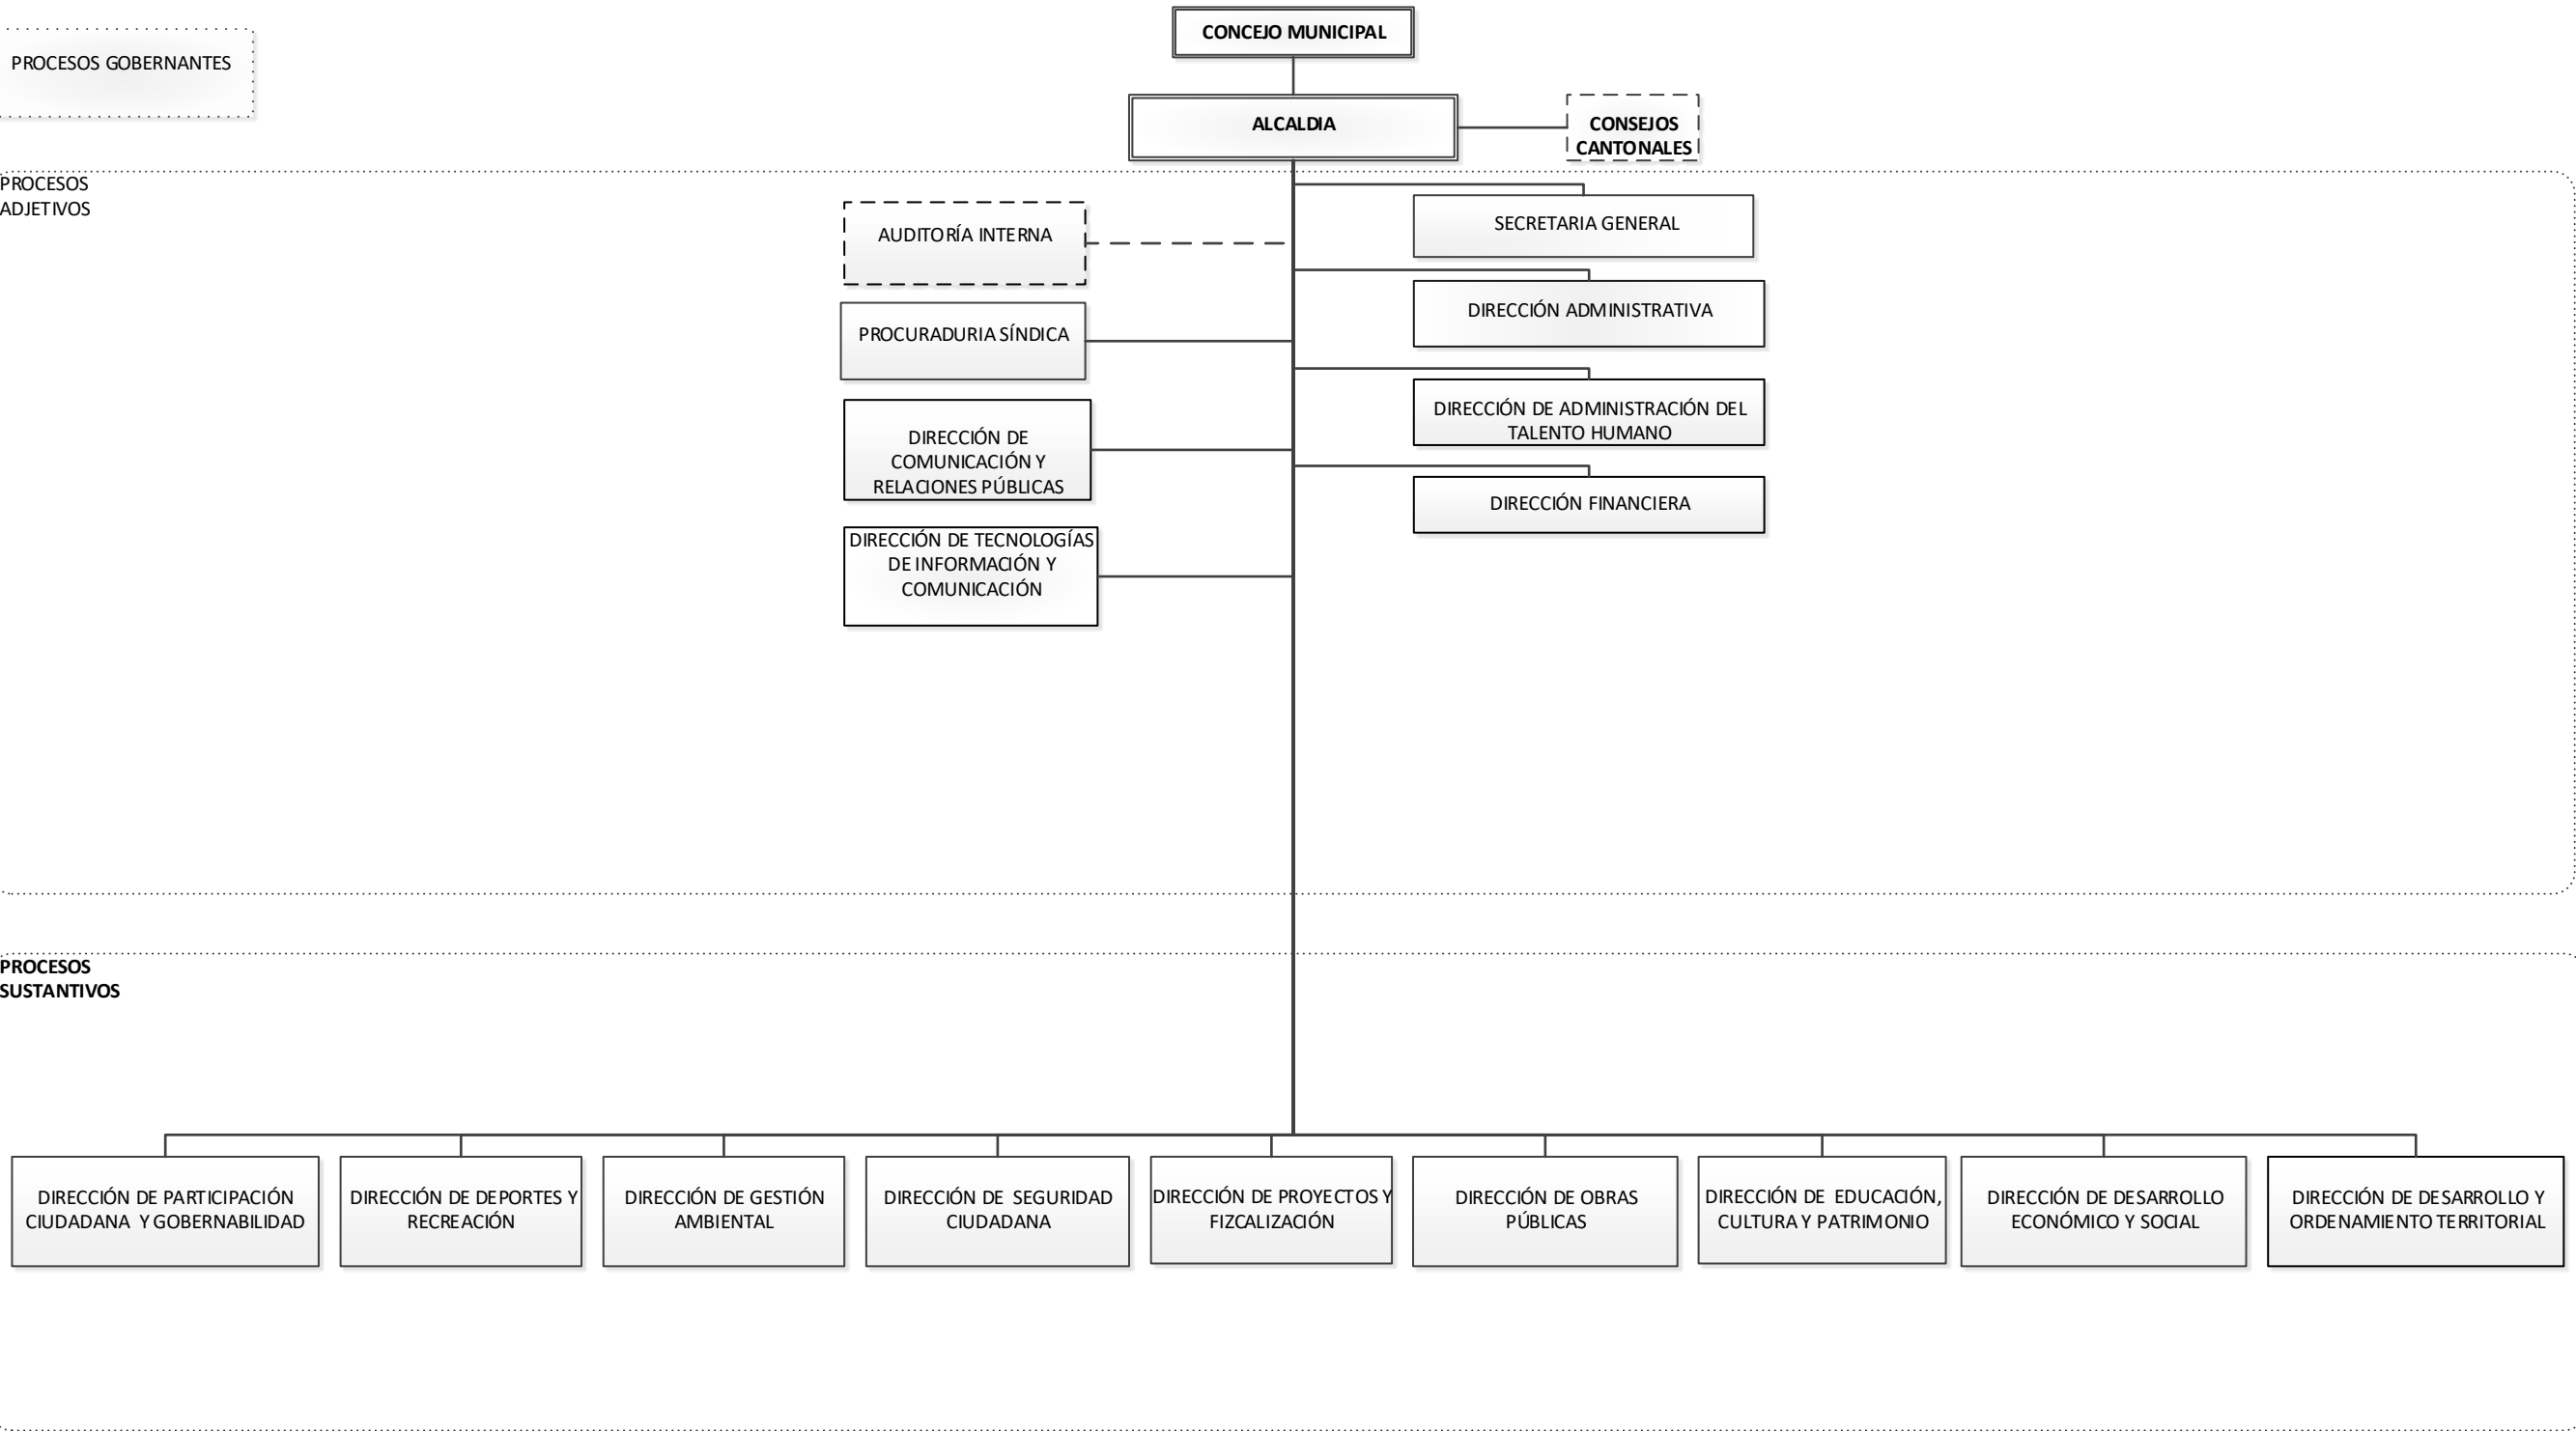 CONCEJO MUNICIPAL
PROCESOS GOBERNANTES
ALCALDIA
CONSEJOS
CANTONALES
PROCESOS
ADJETIVOS
AUDITORÍA INTERNA
SECRETARIA GENERAL
PROCURADURIA SÍNDICA
DIRECCIÓN ADMINISTRATIVA
DIRECCIÓN DE
COMUNICACIÓN Y
RELACIONES PÚBLICAS
DIRECCIÓN DE ADMINISTRACIÓN DEL
TALENTO HUMANO
DIRECCIÓN FINANCIERA
DIRECCIÓN DE TECNOLOGÍAS
DE INFORMACIÓN Y
COMUNICACIÓN
PROCESOS
SUSTANTIVOS
DIRECCIÓN DE PARTICIPACIÓN
CIUDADANA Y GOBERNABILIDAD
DIRECCIÓN DE DEPORTES Y
RECREACIÓN
DIRECCIÓN DE GESTIÓN
AMBIENTAL
DIRECCIÓN DE SEGURIDAD
CIUDADANA
DIRECCIÓN DE PROYECTOS Y
FIZCALIZACIÓN
DIRECCIÓN DE OBRAS
PÚBLICAS
DIRECCIÓN DE EDUCACIÓN,
CULTURA Y PATRIMONIO
DIRECCIÓN DE DESARROLLO
ECONÓMICO Y SOCIAL
DIRECCIÓN DE DESARROLLO Y
ORDENAMIENTO TERRITORIAL